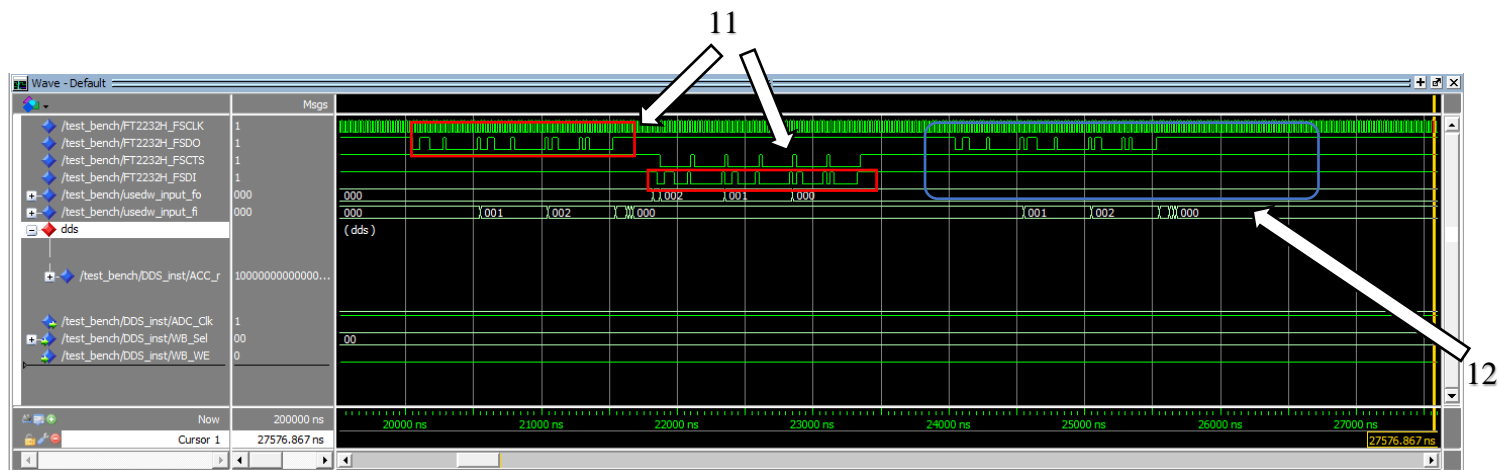 11
Wave - Default
Msgs
/test_bench/FT2232H_FSCLK 1
/test_bench/FT2232H_FSDO 1
/test_bench/FT2232H_FSCTS 1
/test_bench/FT2232H_FSDI 1
/test_bench/usedw_input_fo 000 000 002 001 000
/test_bench/usedw_input_fi 000 000 001 002 000 001 002 000
dds (dds)
/test_bench/DDS_inst/ACC_r 10000000000000...
/test_bench/DDS_inst/ADC_Clk 1
/test_bench/DDS_inst/WB_Sel 00 00
/test_bench/DDS_inst/WB_WE 0
12
Now 200000 ns 20000 ns 21000 ns 22000 ns 23000 ns 24000 ns 25000 ns 26000 ns 27000 ns
Cursor 1 27576.867 ns 27576.867 ns